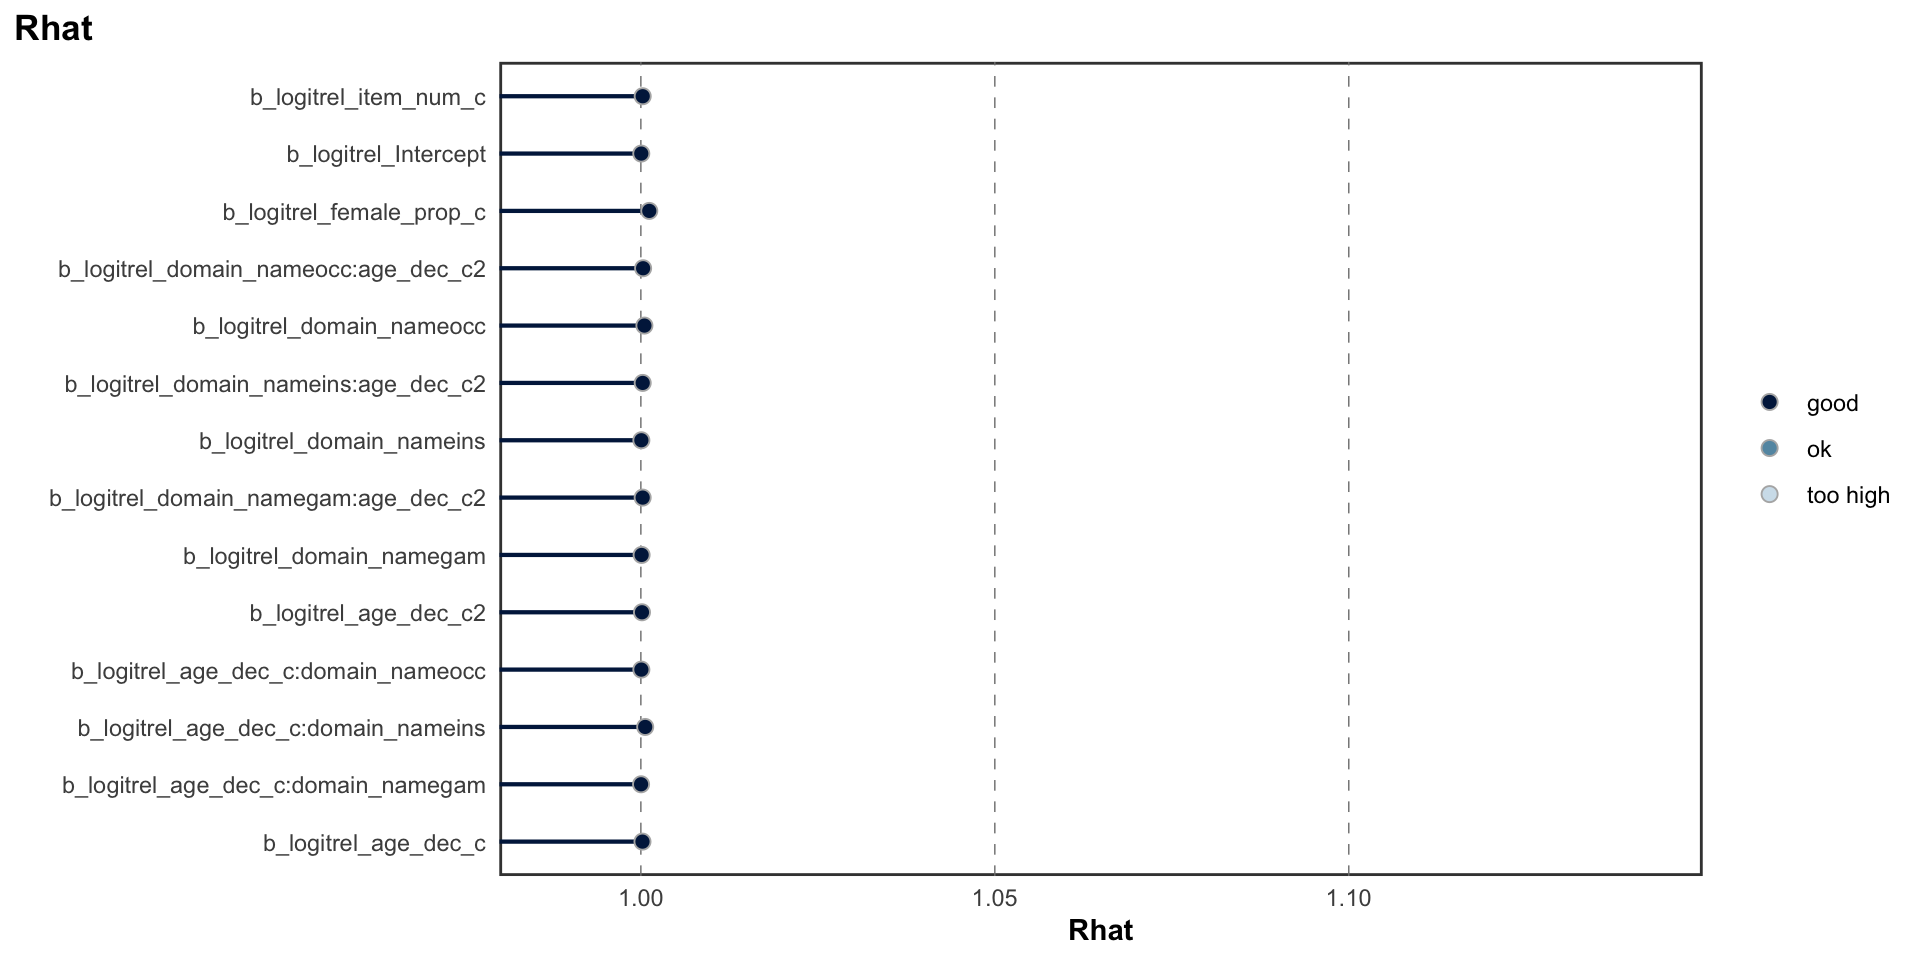 Rhat
b_logitrel_item_num_c
b_logitrel_Intercept
b_logitrel_female_prop_c
b_logitrel_domain_nameocc:age_dec_c2
b_logitrel_domain_nameocc
b_logitrel_domain_nameins:age_dec_c2
b_logitrel_domain_nameins
b_logitrel_domain_namegam:age_dec_c2
b_logitrel_domain_namegam
b_logitrel_age_dec_c2
b_logitrel_age_dec_c:domain_nameocc
b_logitrel_age_dec_c:domain_nameins
b_logitrel_age_dec_c:domain_namegam
b_logitrel_age_dec_c
1.00 1.05 1.10
Rhat
good
ok
too high